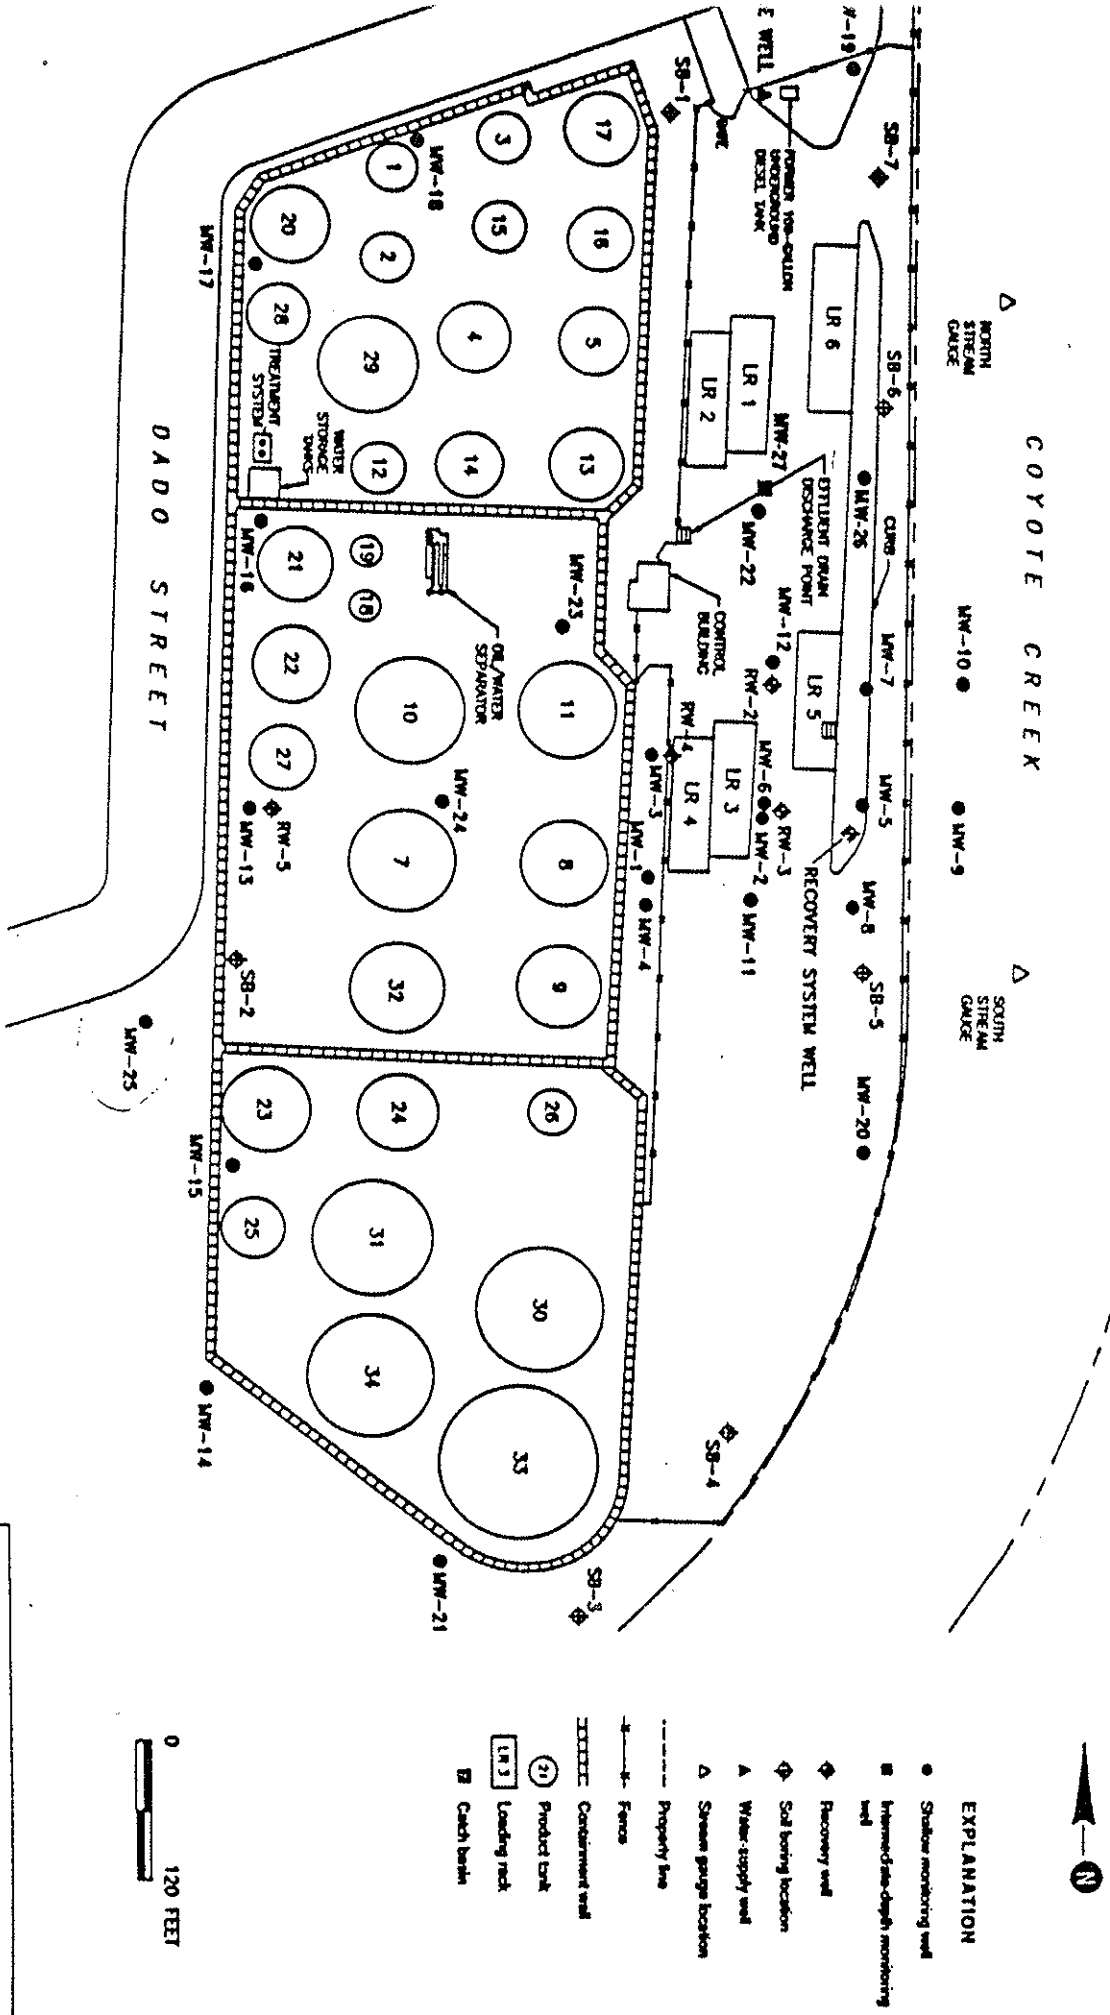 COYOTE CREEK
NORTH
STREAM
GAUGE
SOUTH
STREAM
GAUGE
MW-10
MW-9
SB-7
SB-6
MW-26
CURB
MW-7
MW-5
MW-8
SB-5
MW-20
LR 6
LR 5
EFFLUENT DRAIN
DISCHARGE POINT
RECOVERY SYSTEM WELL
FORMER
UNDERGROUND
DIESEL TANK
E WELL
SB-1
LR 1
LR 2
MW-27
MW-22
MW-12
RW-2
MW-6
RW-3
MW-2
MW-11
CONTROL
BUILDING
RW-4
LR 3
LR 4
MW-3
MW-1
MW-4
SB-4
SB-3
17
16
5
13
MW-23
11
8
9
26
30
33
3
15
4
14
OIL/WATER
SEPARATOR
MW-24
MW-18
1
2
29
12
19
18
10
7
32
24
31
34
MW-21
20
28
TREATMENT
SYSTEM
WATER
STORAGE
TANKS
21
22
27
RW-5
23
25
MW-17
MW-16
MW-13
SB-2
MW-15
MW-14
MW-25
DADO STREET
N
EXPLANATION
Shallow monitoring well
Intermediate-depth monitoring
well
Recovery well
Soil boring location
Water-supply well
Stream gauge location
Property line
Fence
Containment wall
21 Product tank
LR 3 Loading rack
Catch basin
0 120 FEET